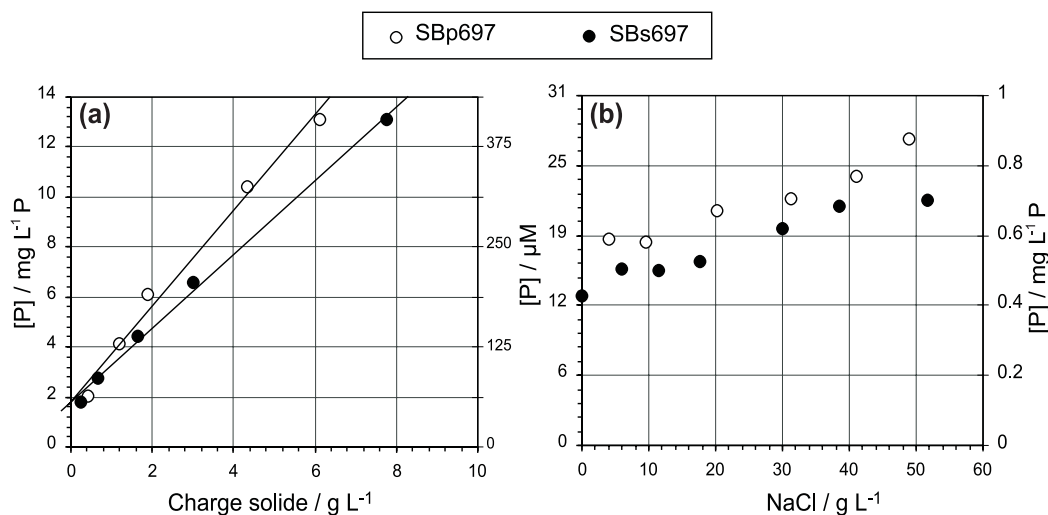 SBp697 SBs697
(a)
14
12
10
8
6
4
2
0
[P] / mg L⁻¹ P
375
250
125
0
0 2 4 6 8 10
Charge solide / g L⁻¹
(b)
31
25
19
12
6
0
[P] / µM
1
0.8
0.6
0.4
0.2
0
[P] / mg L⁻¹ P
0 10 20 30 40 50 60
NaCl / g L⁻¹